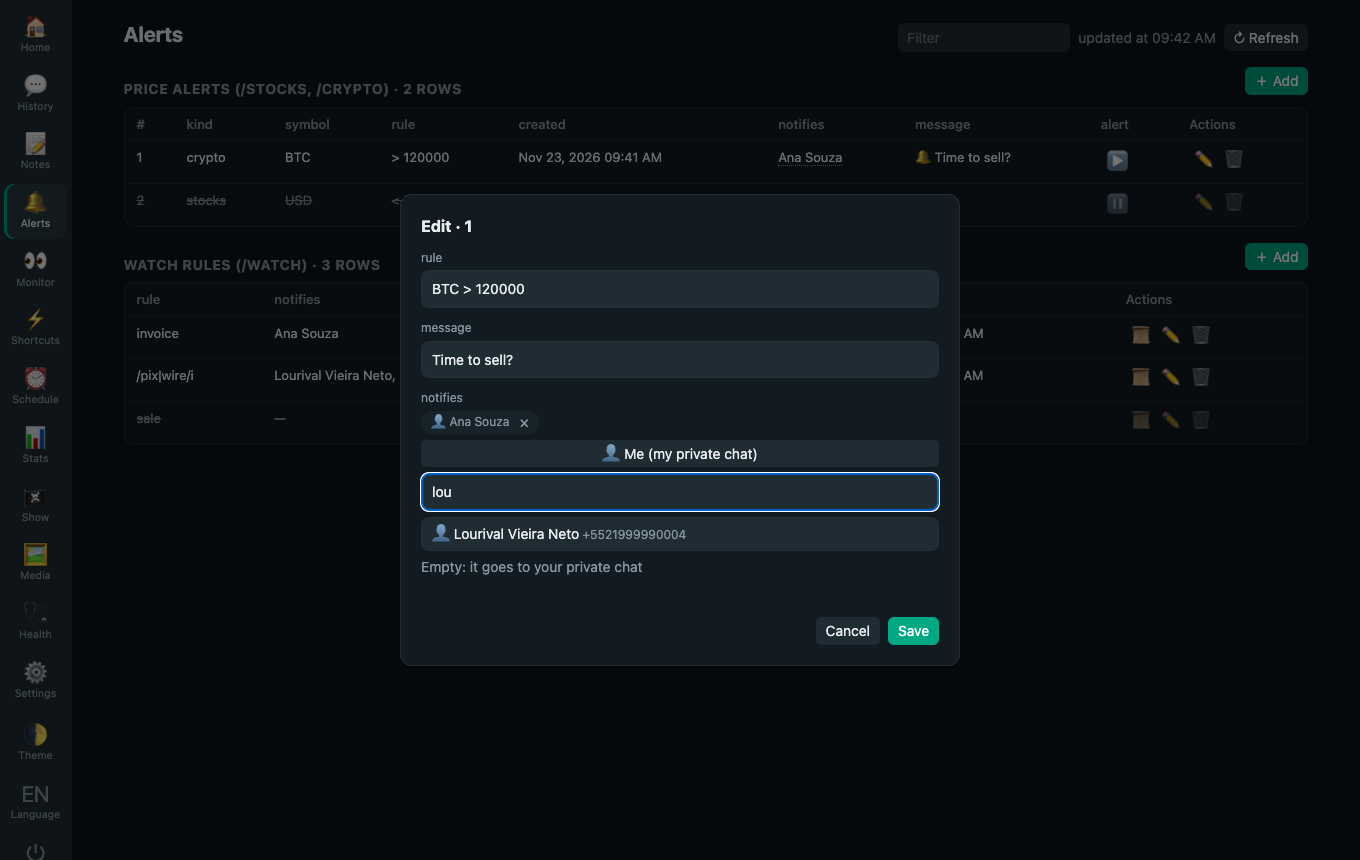 Home
History
Notes
Alerts
Monitor
Shortcuts
Schedule
Stats
Show
Media
Health
Settings
Theme
EN
Language
Alerts
Filter
updated at 09:42 AM
Refresh
PRICE ALERTS (/STOCKS, /CRYPTO) · 2 ROWS
+ Add
# kind symbol rule created notifies message alert Actions
1 crypto BTC > 120000 Nov 23, 2026 09:41 AM Ana Souza Time to sell?
2 stocks USD <
WATCH RULES (/WATCH) · 3 ROWS
+ Add
rule notifies Actions
invoice Ana Souza AM
/pix|wire/i Lourival Vieira Neto, AM
sale —
Edit · 1
rule
BTC > 120000
message
Time to sell?
notifies
Ana Souza ×
Me (my private chat)
lou
Lourival Vieira Neto +5521999990004
Empty: it goes to your private chat
Cancel Save